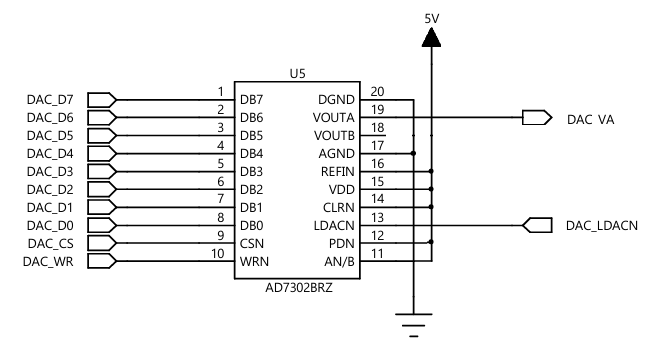 5V
U5
DAC_D7 1 DB7 DGND 20
DAC_D6 2 DB6 VOUTA 19 DAC_VA
DAC_D5 3 DB5 VOUTB 18
DAC_D4 4 DB4 AGND 17
DAC_D3 5 DB3 REFIN 16
DAC_D2 6 DB2 VDD 15
DAC_D1 7 DB1 CLRN 14
DAC_D0 8 DB0 LDACN 13 DAC_LDACN
DAC_CS 9 CSN PDN 12
DAC_WR 10 WRN AN/B 11
AD7302BRZ